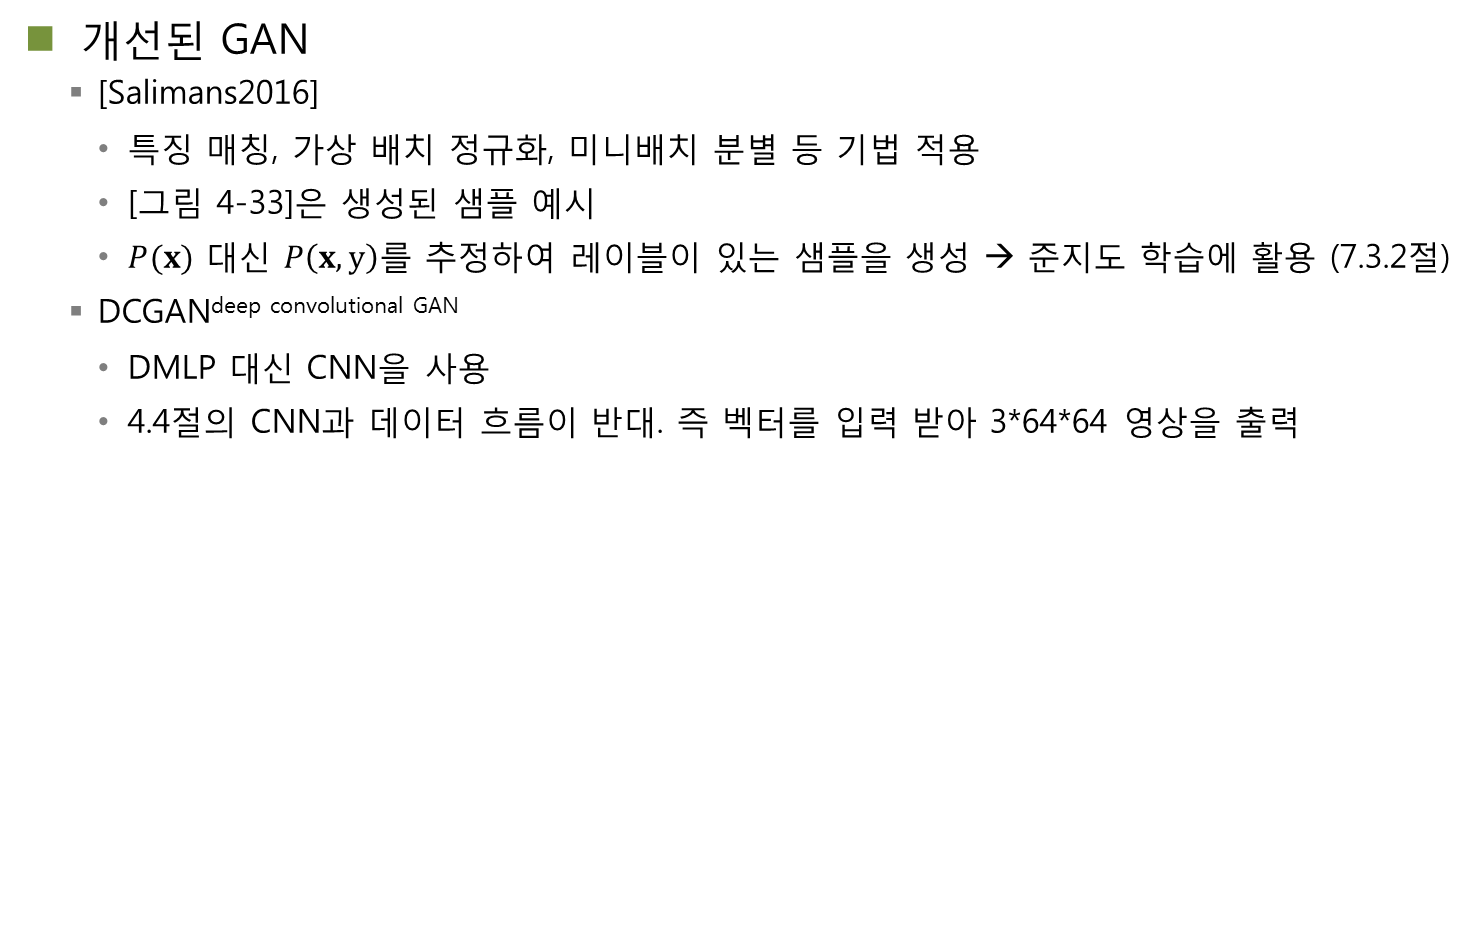 개선된 GAN
[Salimans2016]
특징 매칭, 가상 배치 정규화, 미니배치 분별 등 기법 적용
[그림 4-33]은 생성된 샘플 예시
P(x) 대신 P(x, y)를 추정하여 레이블이 있는 샘플을 생성 → 준지도 학습에 활용 (7.3.2절)
DCGANdeep convolutional GAN
DMLP 대신 CNN을 사용
4.4절의 CNN과 데이터 흐름이 반대. 즉 벡터를 입력 받아 3*64*64 영상을 출력